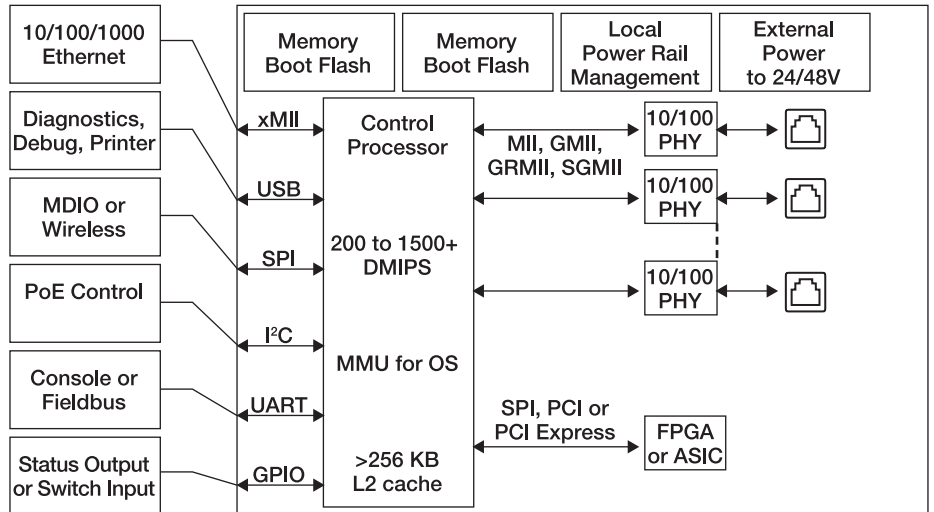 10/100/1000
Ethernet
Diagnostics,
Debug, Printer
MDIO or
Wireless
PoE Control
Console or
Fieldbus
Status Output
or Switch Input
Memory
Boot Flash
Memory
Boot Flash
Local
Power Rail
Management
External
Power
to 24/48V
xMII
USB
SPI
I²C
UART
GPIO
Control
Processor
200 to 1500+
DMIPS
MMU for OS
>256 KB
L2 cache
MII, GMII,
GRMII, SGMII
10/100
PHY
10/100
PHY
10/100
PHY
SPI, PCI or
PCI Express
FPGA
or ASIC